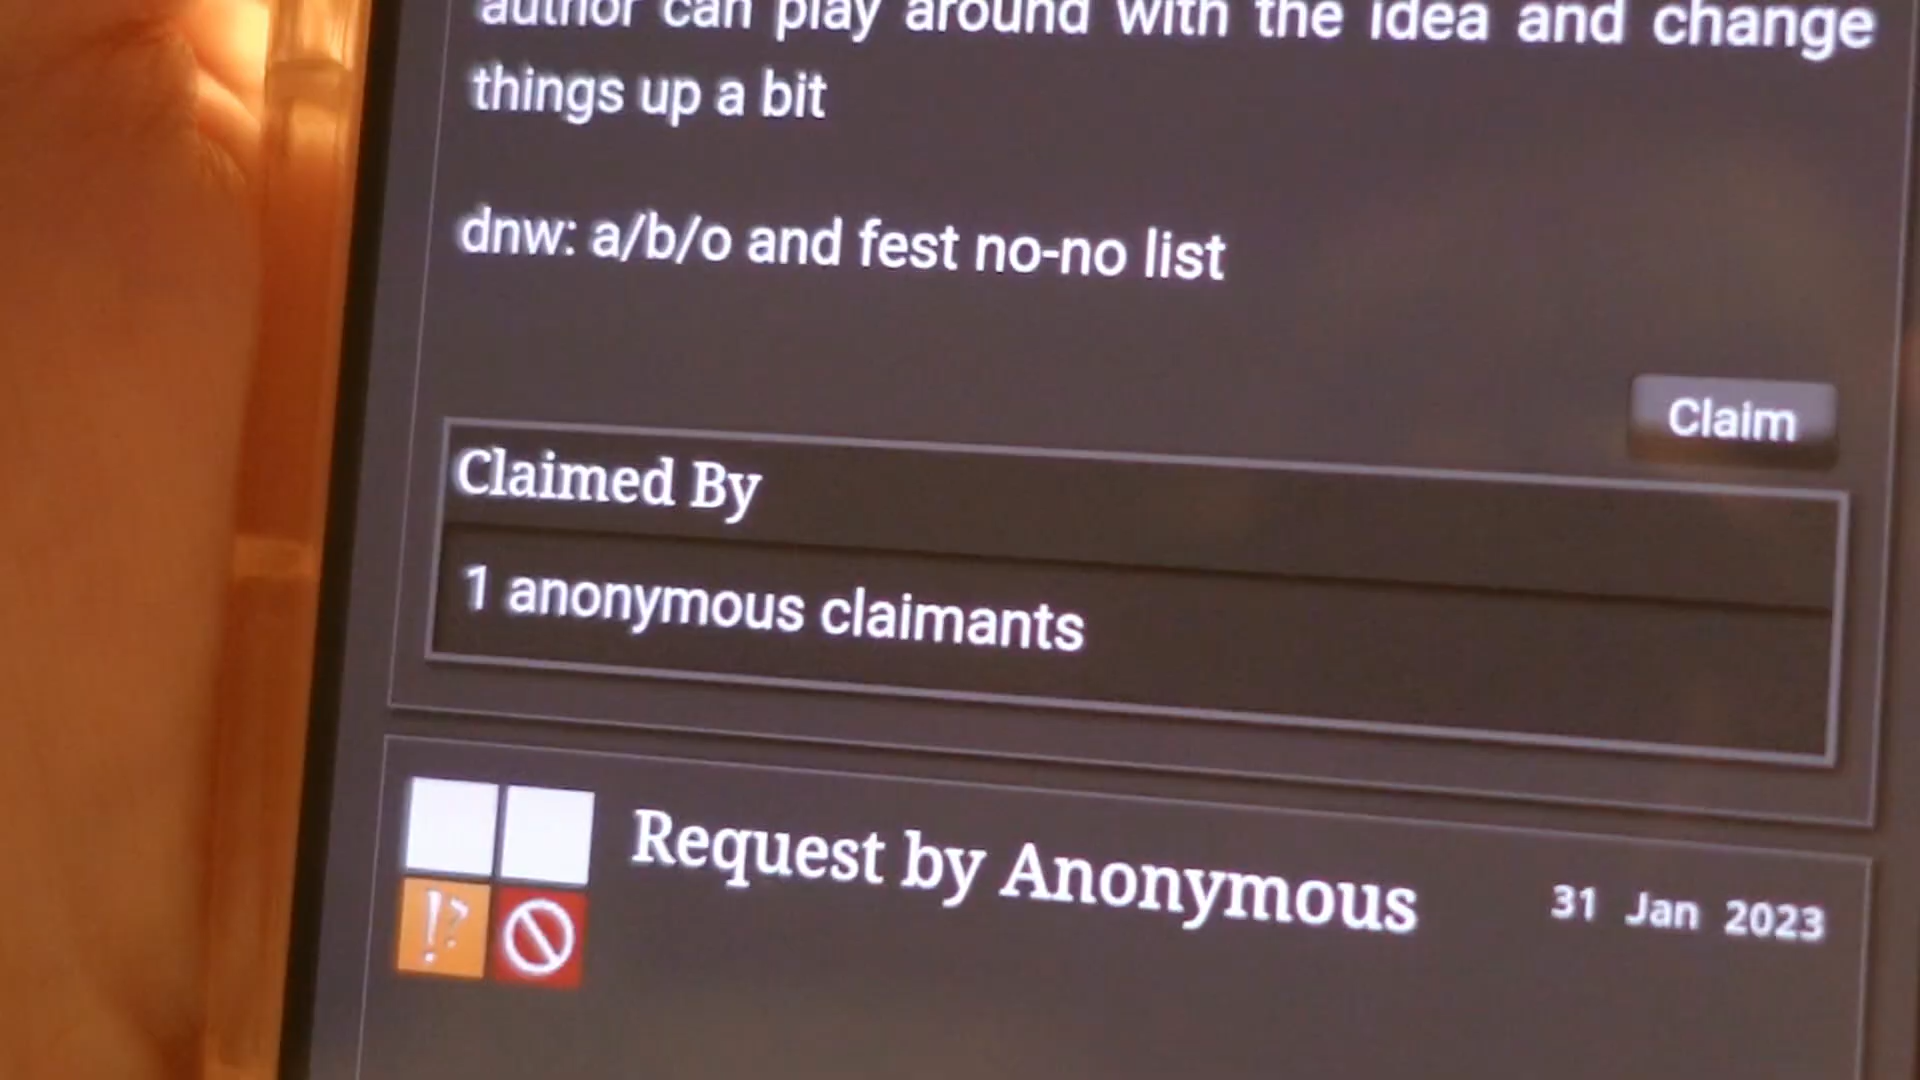 author can play around with the idea and change
things up a bit
dnw: a/b/o and fest no-no list
Claim
Claimed By
1 anonymous claimants
!?
Request by Anonymous
31 Jan 2023